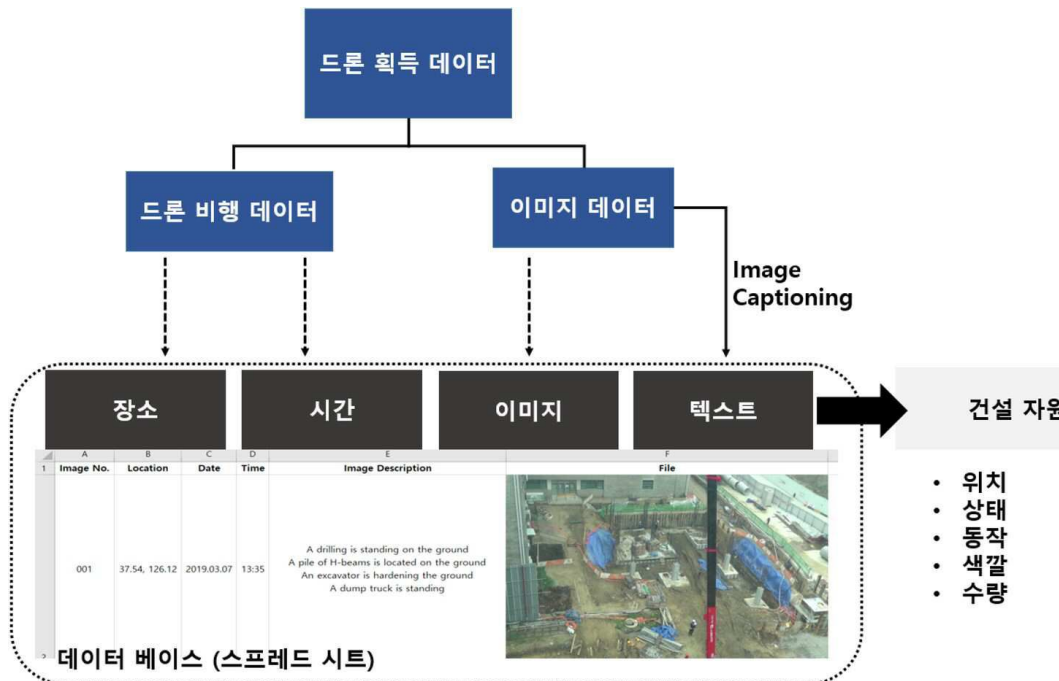 드론 획득 데이터
드론 비행 데이터
이미지 데이터
Image
Captioning
장소
시간
이미지
텍스트
건설 자원
A B C D E F
1 Image No. Location Date Time Image Description File
A drilling is standing on the ground
A pile of H-beams is located on the ground
001 37.54, 126.12 2019.03.07 13:35
An excavator is hardening the ground
A dump truck is standing
2
데이터 베이스 (스프레드 시트)
• 위치
• 상태
• 동작
• 색깔
• 수량